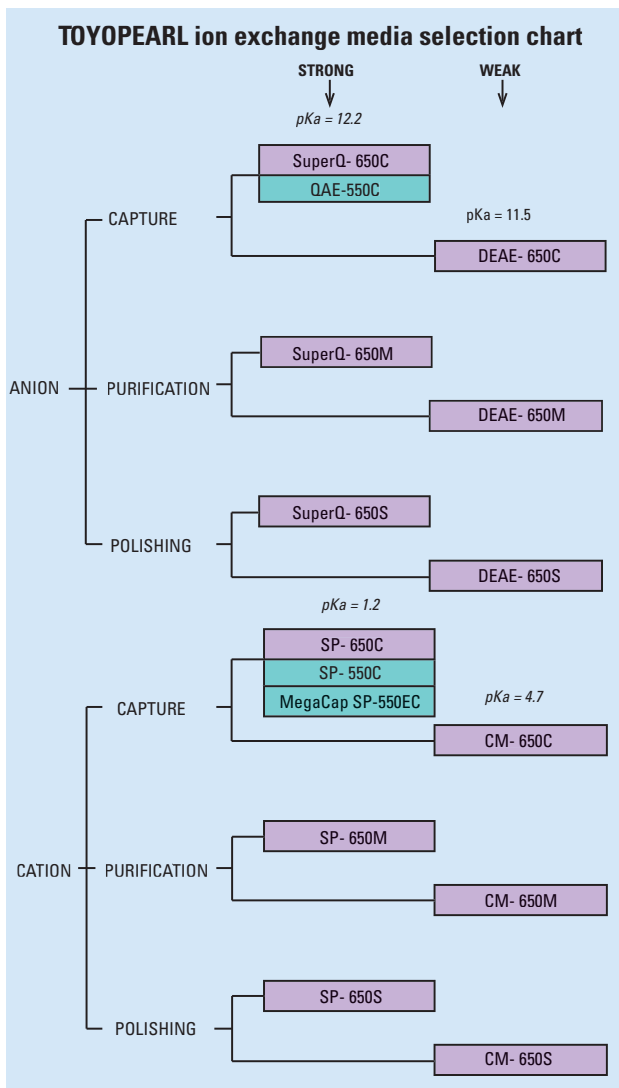 TOYOPEARL ion exchange media selection chart
STRONG
WEAK
pKa = 12.2
SuperQ- 650C
QAE-550C
CAPTURE
pKa = 11.5
DEAE- 650C
SuperQ- 650M
ANION
PURIFICATION
DEAE- 650M
SuperQ- 650S
POLISHING
DEAE- 650S
pKa = 1.2
SP- 650C
SP- 550C
MegaCap SP-550EC
pKa = 4.7
CAPTURE
CM- 650C
SP- 650M
CATION
PURIFICATION
CM- 650M
SP- 650S
POLISHING
CM- 650S